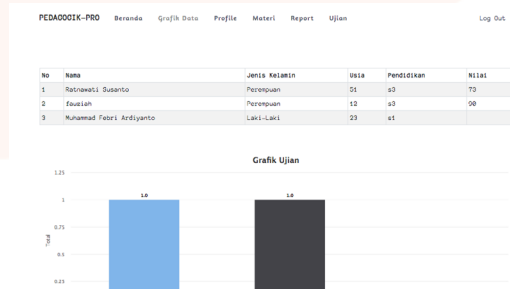 PEDAGOGIK-PRO Beranda Grafik Data Profile Materi Report Ujian Log Out
No Nama Jenis Kelamin Usia Pendidikan Nilai
1 Ratnawati Susanto Perempuan 51 s3 70
2 fauziah Perempuan 12 s3 90
3 Muhammad Febri Ardiyanto Laki-Laki 23 s1
Grafik Ujian
1.25
1.0 1.0
1
0.75
Total
0.5
0.25